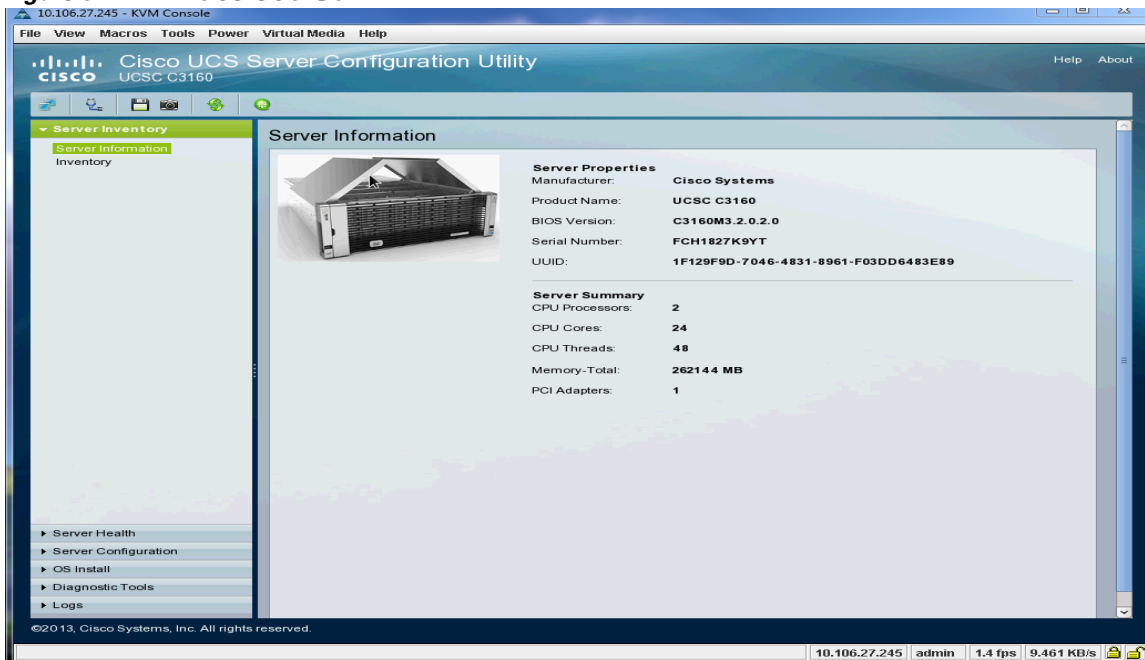 10.106.27.245 - KVM Console
File View Macros Tools Power Virtual Media Help
CISCO
Cisco UCS Server Configuration Utility
UCSC C3160
Help About
Server Inventory
Server Information
Inventory
Server Information
Server Properties
Manufacturer: Cisco Systems
Product Name: UCSC C3160
BIOS Version: C3160M3.2.0.2.0
Serial Number: FCH1827K9YT
UUID: 1F129F9D-7046-4831-8961-F03DD6483E89
Server Summary
CPU Processors: 2
CPU Cores: 24
CPU Threads: 48
Memory-Total: 262144 MB
PCI Adapters: 1
Server Health
Server Configuration
OS Install
Diagnostic Tools
Logs
©2013, Cisco Systems, Inc. All rights reserved.
10.106.27.245 admin 1.4 fps 9.461 KB/s